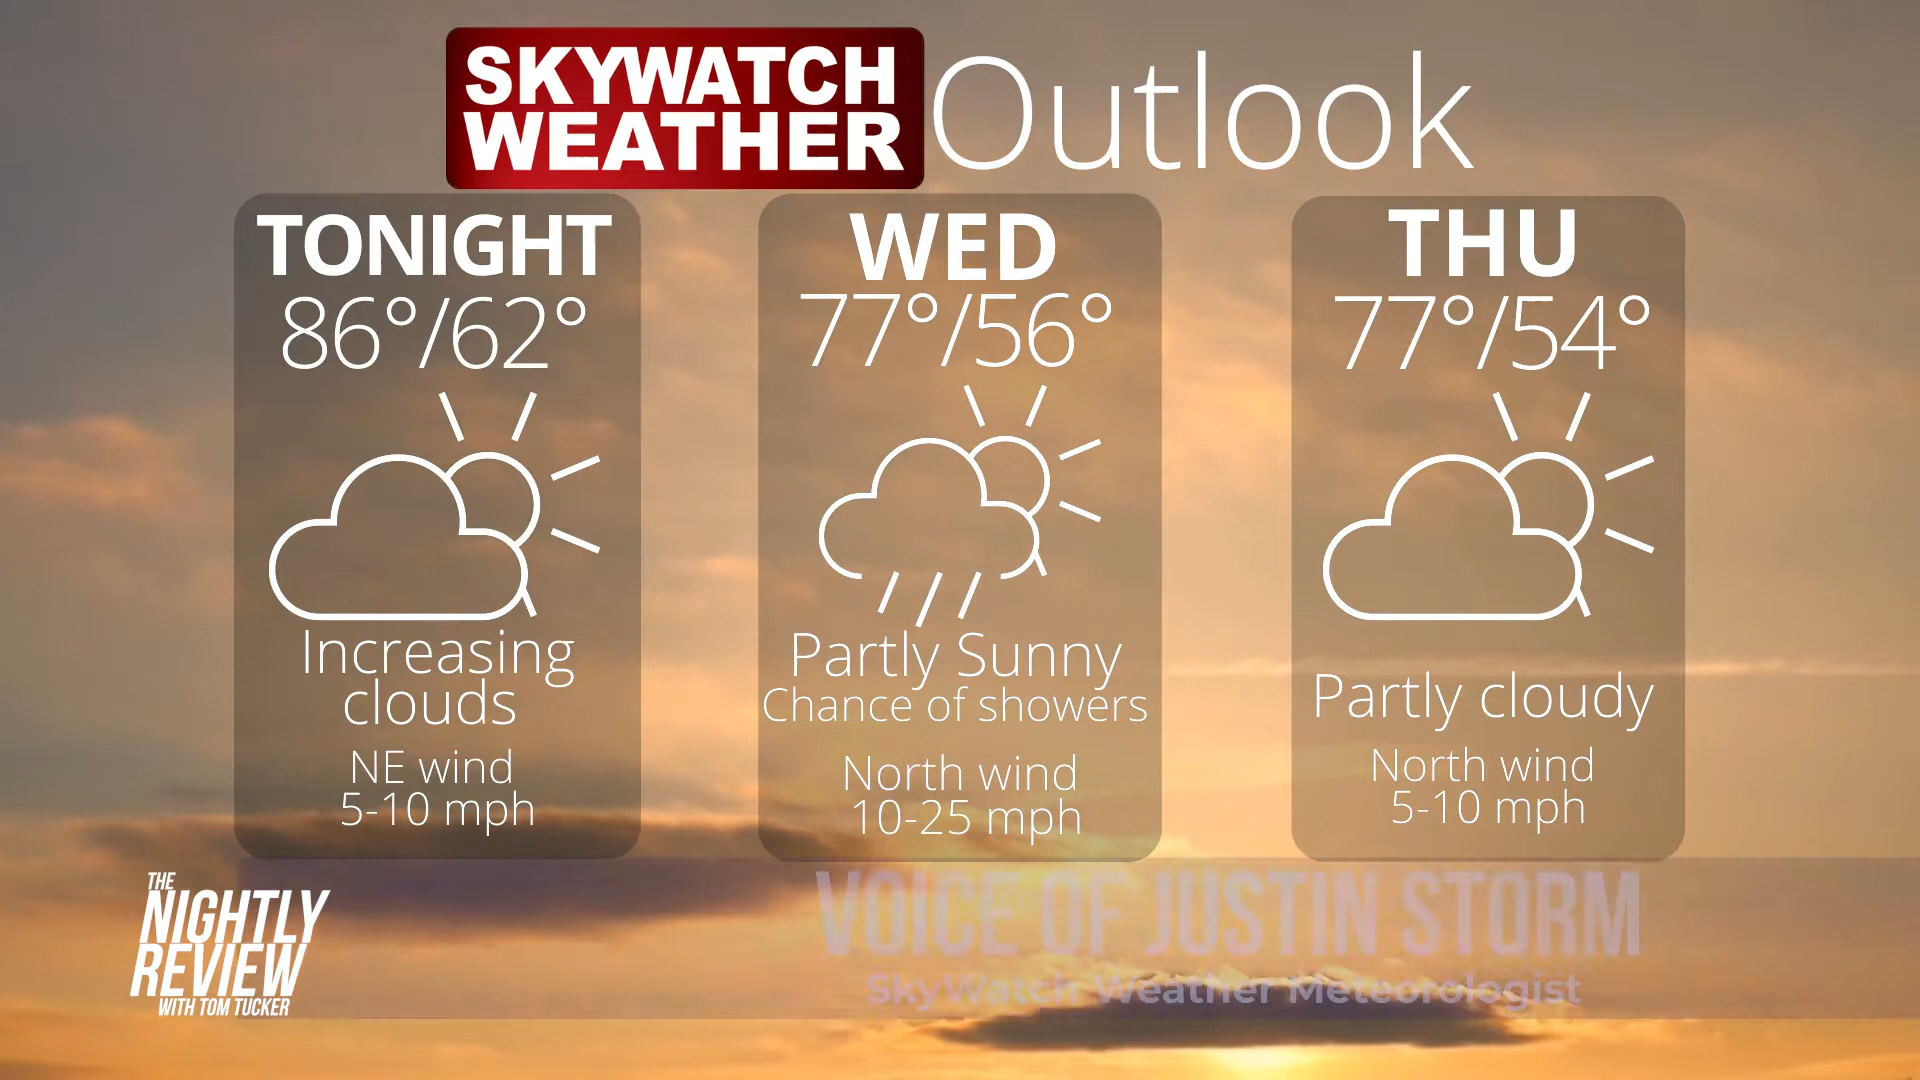 SKYWATCH
WEATHER
Outlook
TONIGHT
86°/62°
Increasing
clouds
NE wind
5-10 mph
WED
77°/56°
Partly Sunny
Chance of showers
North wind
10-25 mph
THU
77°/54°
Partly cloudy
North wind
5-10 mph
THE
NIGHTLY
REVIEW
WITH TOM TUCKER
VOICE OF JUSTIN STORM
SkyWatch Weather Meteorologist